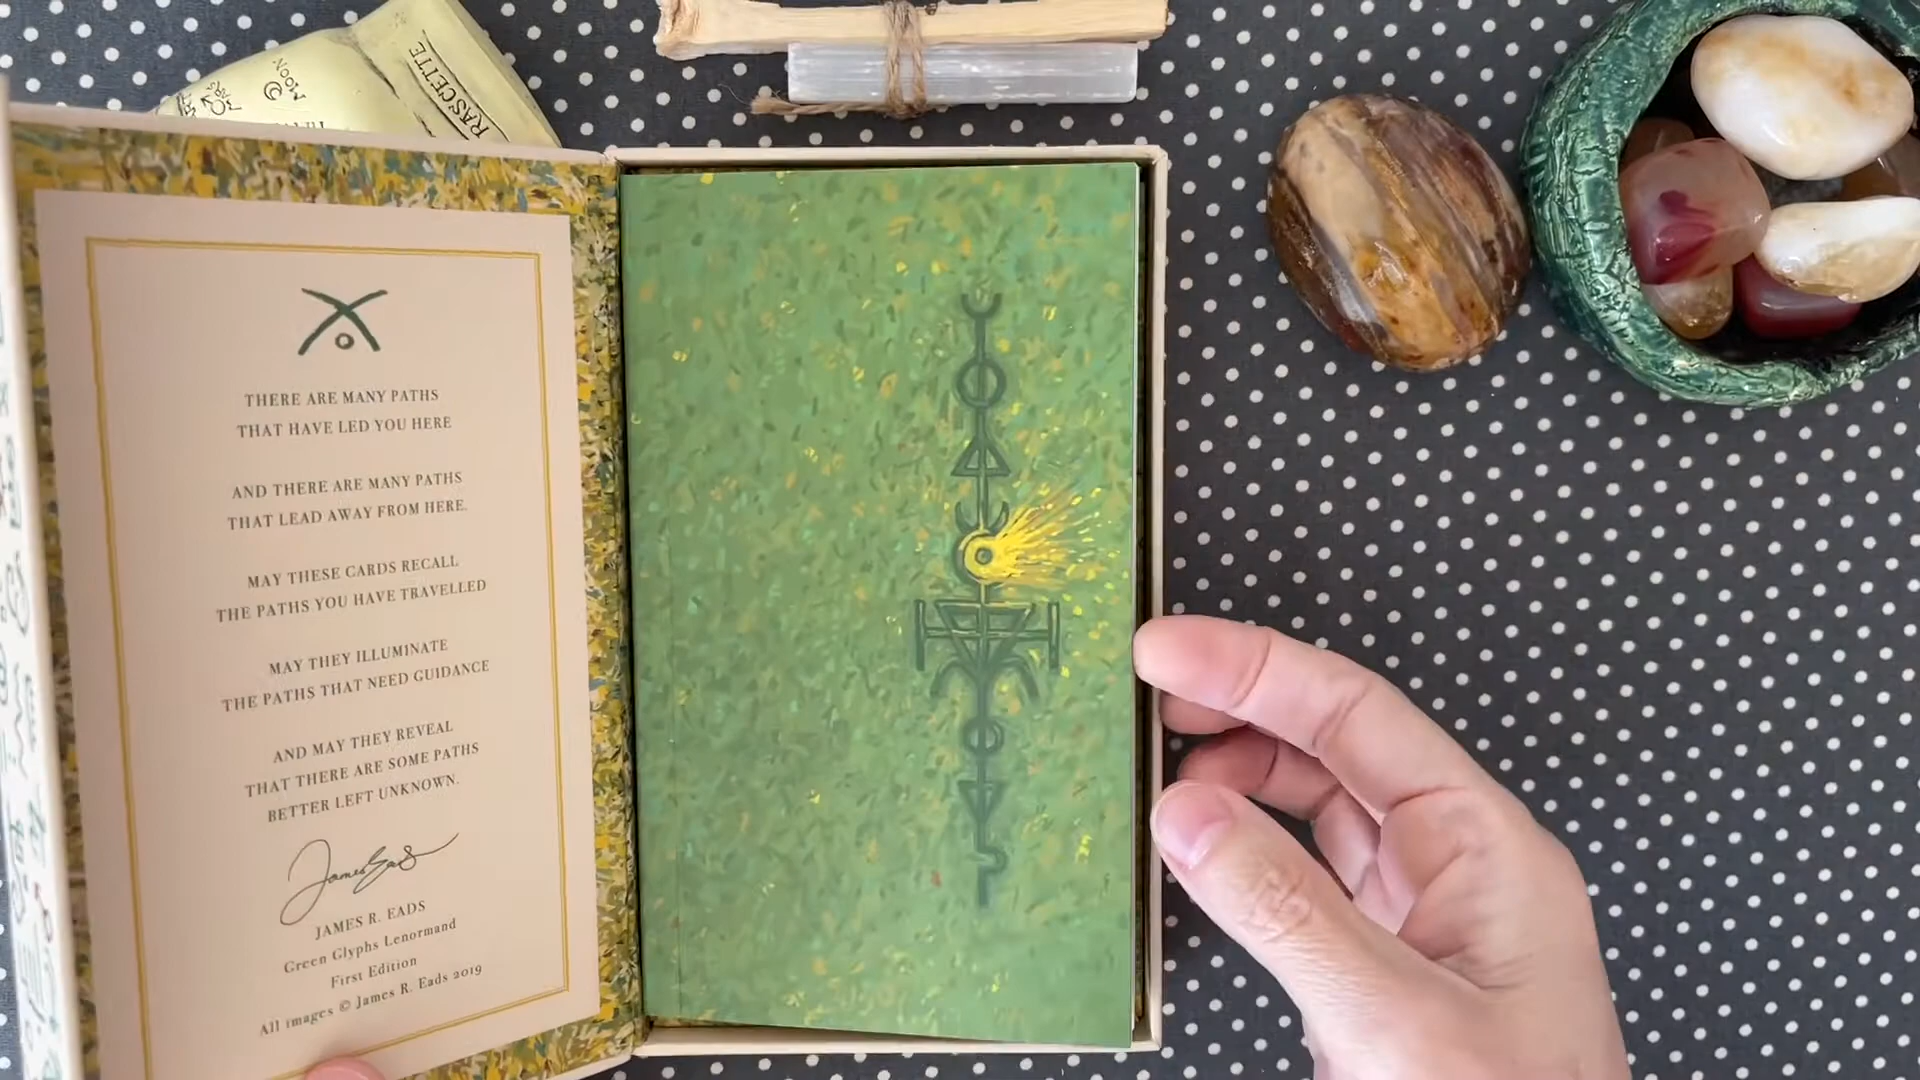 RASCETTE
MOON
THERE ARE MANY PATHS
THAT HAVE LED YOU HERE
AND THERE ARE MANY PATHS
THAT LEAD AWAY FROM HERE.
MAY THESE CARDS RECALL
THE PATHS YOU HAVE TRAVELLED
MAY THEY ILLUMINATE
THE PATHS THAT NEED GUIDANCE
AND MAY THEY REVEAL
THAT THERE ARE SOME PATHS
BETTER LEFT UNKNOWN.
James Eads
JAMES R. EADS
Green Glyphs Lenormand
First Edition
All images © James R. Eads 2019